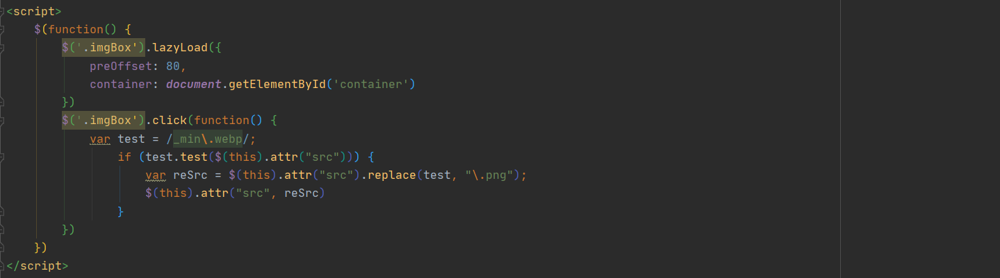 <script>
    $(function() {
        $('.imgBox').lazyLoad({
            preOffset: 80,
            container: document.getElementById('container')
        })
        $('.imgBox').click(function() {
            var test = /_min\.webp/;
                if (test.test($(this).attr("src"))) {
                    var reSrc = $(this).attr("src").replace(test, "\.png");
                    $(this).attr("src", reSrc)
                }
        })
    })
</script>